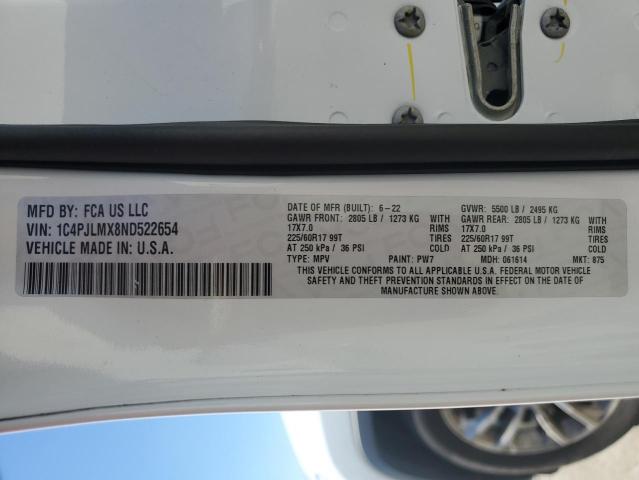 MFD BY: FCA US LLC
VIN: 1C4PJLMX8ND522654
VEHICLE MADE IN U.S.A.
DATE OF MFR (BUILT): 6-22 GVWR: 5500 LB / 2495 KG
GAWR FRONT: 2805 LB / 1273 KG WITH GAWR REAR: 2805 LB / 1273 KG WITH
17X7.0 RIMS 17X7.0 RIMS
225/60R17 99T TIRES 225/60R17 99T TIRES
AT 250 kPa / 36 PSI COLD AT 250 kPa / 36 PSI COLD
TYPE: MPV PAINT: PW7 MDH: 061614 MKT: 875
THIS VEHICLE CONFORMS TO ALL APPLICABLE U.S.A. FEDERAL MOTOR VEHICLE
SAFETY AND THEFT PREVENTION STANDARDS IN EFFECT ON THE DATE OF
MANUFACTURE SHOWN ABOVE.